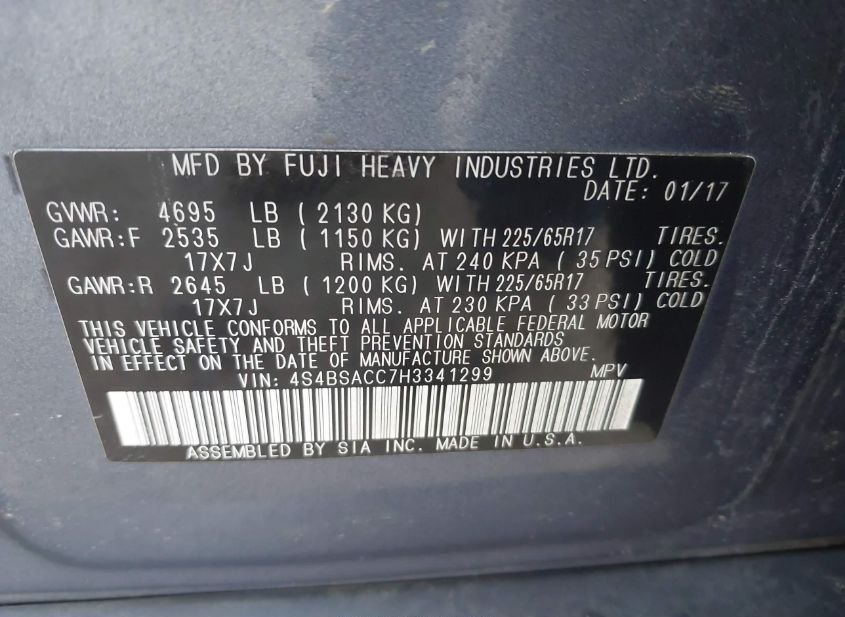 MFD BY FUJI HEAVY INDUSTRIES LTD.
DATE: 01/17
GVWR: 4695 LB ( 2130 KG)
GAWR:F 2535 LB ( 1150 KG) WITH 225/65R17 TIRES.
17X7J RIMS. AT 240 KPA ( 35 PSI) COLD
GAWR:R 2645 LB ( 1200 KG) WITH 225/65R17 TIRES.
17X7J RIMS. AT 230 KPA ( 33 PSI) COLD
THIS VEHICLE CONFORMS TO ALL APPLICABLE FEDERAL MOTOR
VEHICLE SAFETY AND THEFT PREVENTION STANDARDS
IN EFFECT ON THE DATE OF MANUFACTURE SHOWN ABOVE.
VIN: 4S4BSACC7H3341299 MPV
ASSEMBLED BY SIA INC. MADE IN U.S.A.